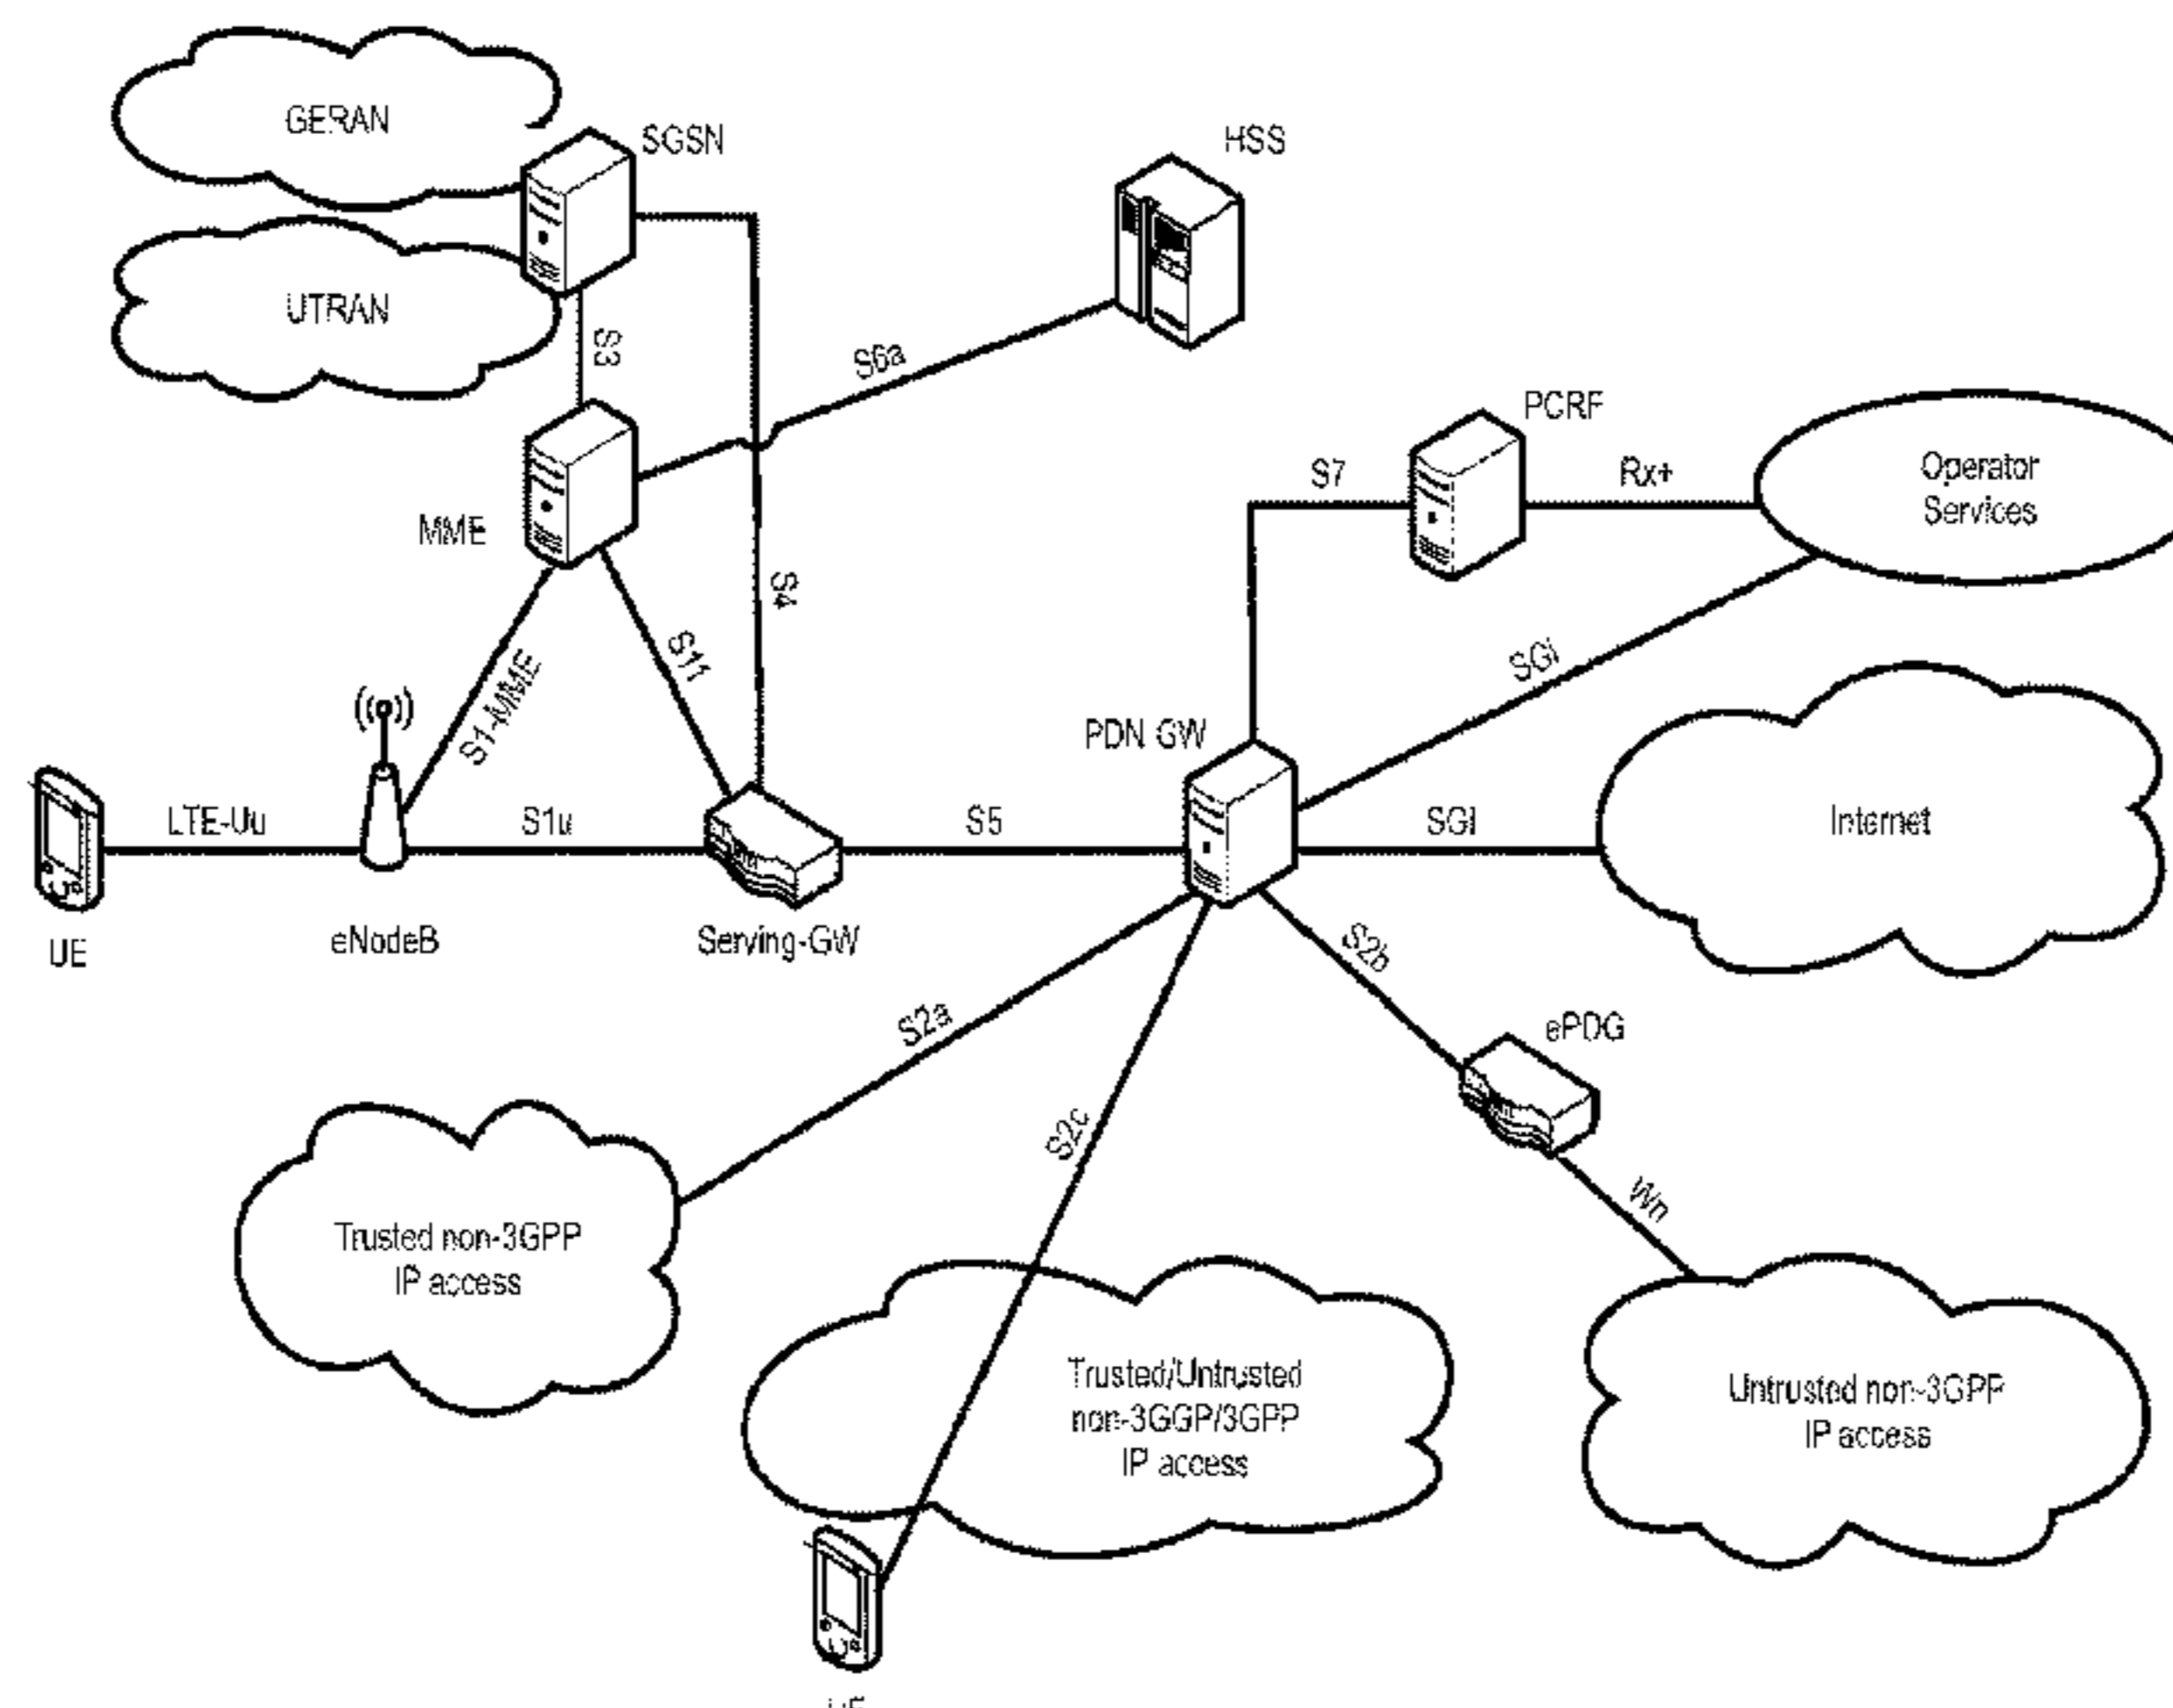 GERAN
SGSN
HSS
UTRAN
S3
S6a
PCRF
S7
Rx+
Operator
Services
MME
S4
S11
S1-MME
SGi
PDN GW
LTE-Uu
S1u
S5
SGi
Internet
UE
eNodeB
Serving-GW
S2b
S2a
ePDG
S2c
Wn
Trusted non-3GPP
IP access
Trusted/Untrusted
non-3GGP/3GPP
IP access
Untrusted non-3GPP
IP access